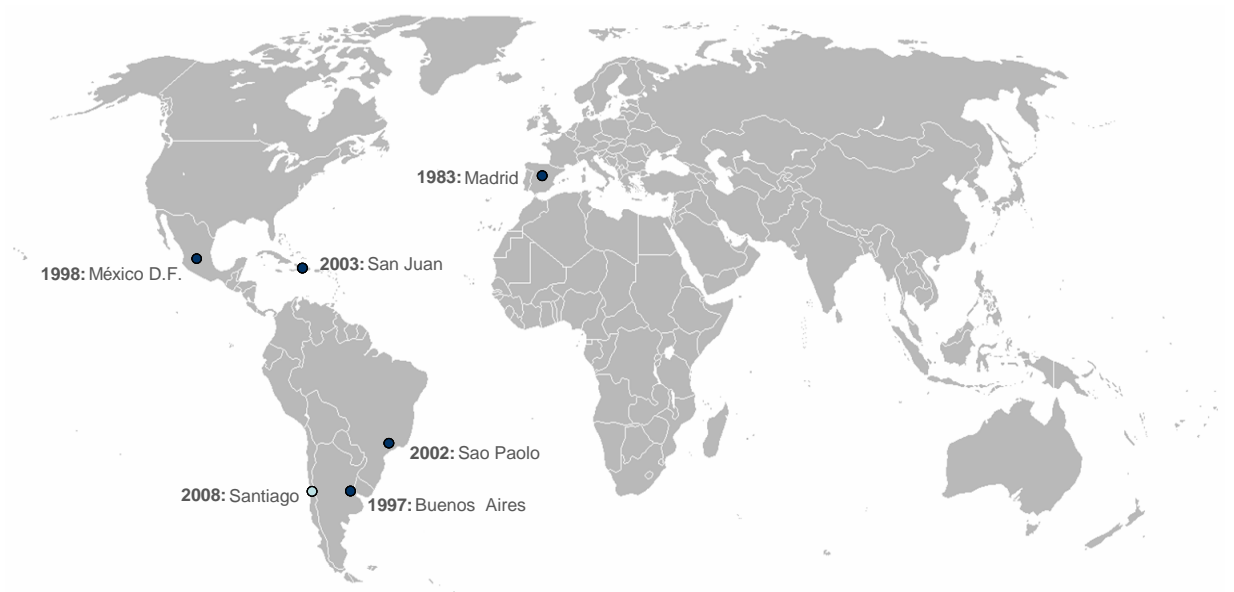 1983: Madrid
2003: San Juan
1998: México D.F.
2002: Sao Paolo
2008: Santiago
1997: Buenos Aires